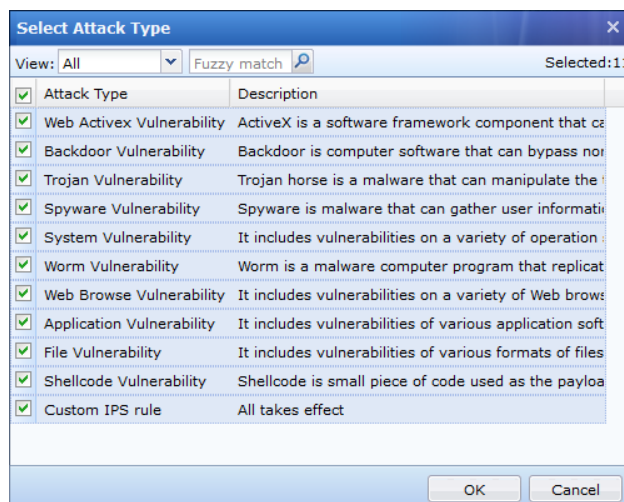 Select Attack Type
View: All Fuzzy match Selected:11
Attack Type Description
Web Activex Vulnerability ActiveX is a software framework component that ca
Backdoor Vulnerability Backdoor is computer software that can bypass nor
Trojan Vulnerability Trojan horse is a malware that can manipulate the
Spyware Vulnerability Spyware is malware that can gather user informati
System Vulnerability It includes vulnerabilities on a variety of operation
Worm Vulnerability Worm is a malware computer program that replicat
Web Browse Vulnerability It includes vulnerabilities on a variety of Web brows
Application Vulnerability It includes vulnerabilities of various application soft
File Vulnerability It includes vulnerabilities of various formats of files
Shellcode Vulnerability Shellcode is small piece of code used as the payloa
Custom IPS rule All takes effect
OK Cancel